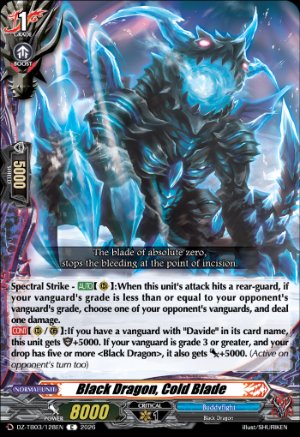 1
GRADE
BOOST
5000
SHIELD
The blade of absolute zero,
stops the bleeding at the point of incision.
Spectral Strike - AUTO [ ]:When this unit's attack hits a rear-guard, if
your vanguard's grade is less than or equal to your opponent's
vanguard's grade, choose one of your opponent's vanguards, and deal
one damage.
CONT [ / ]:If you have a vanguard with "Davide" in its card name,
this unit gets +5000. If your vanguard is grade 3 or greater, and your
drop has five or more <Black Dragon>, it also gets +5000. (Active on
opponent's turn too)
NORMAL UNIT
Black Dragon, Cold Blade
POWER
8000
CRITICAL
1
Buddyfight
Black Dragon
D DZ-TB03/128EN C 2026
Illust/SHURIKEN